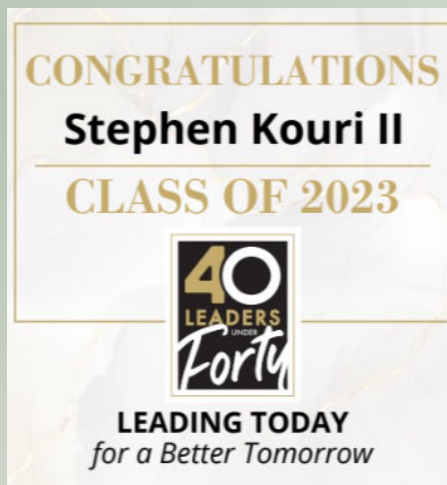 CONGRATULATIONS
Stephen Kouri II
CLASS OF 2023
40
LEADERS
UNDER
Forty
LEADING TODAY
for a Better Tomorrow